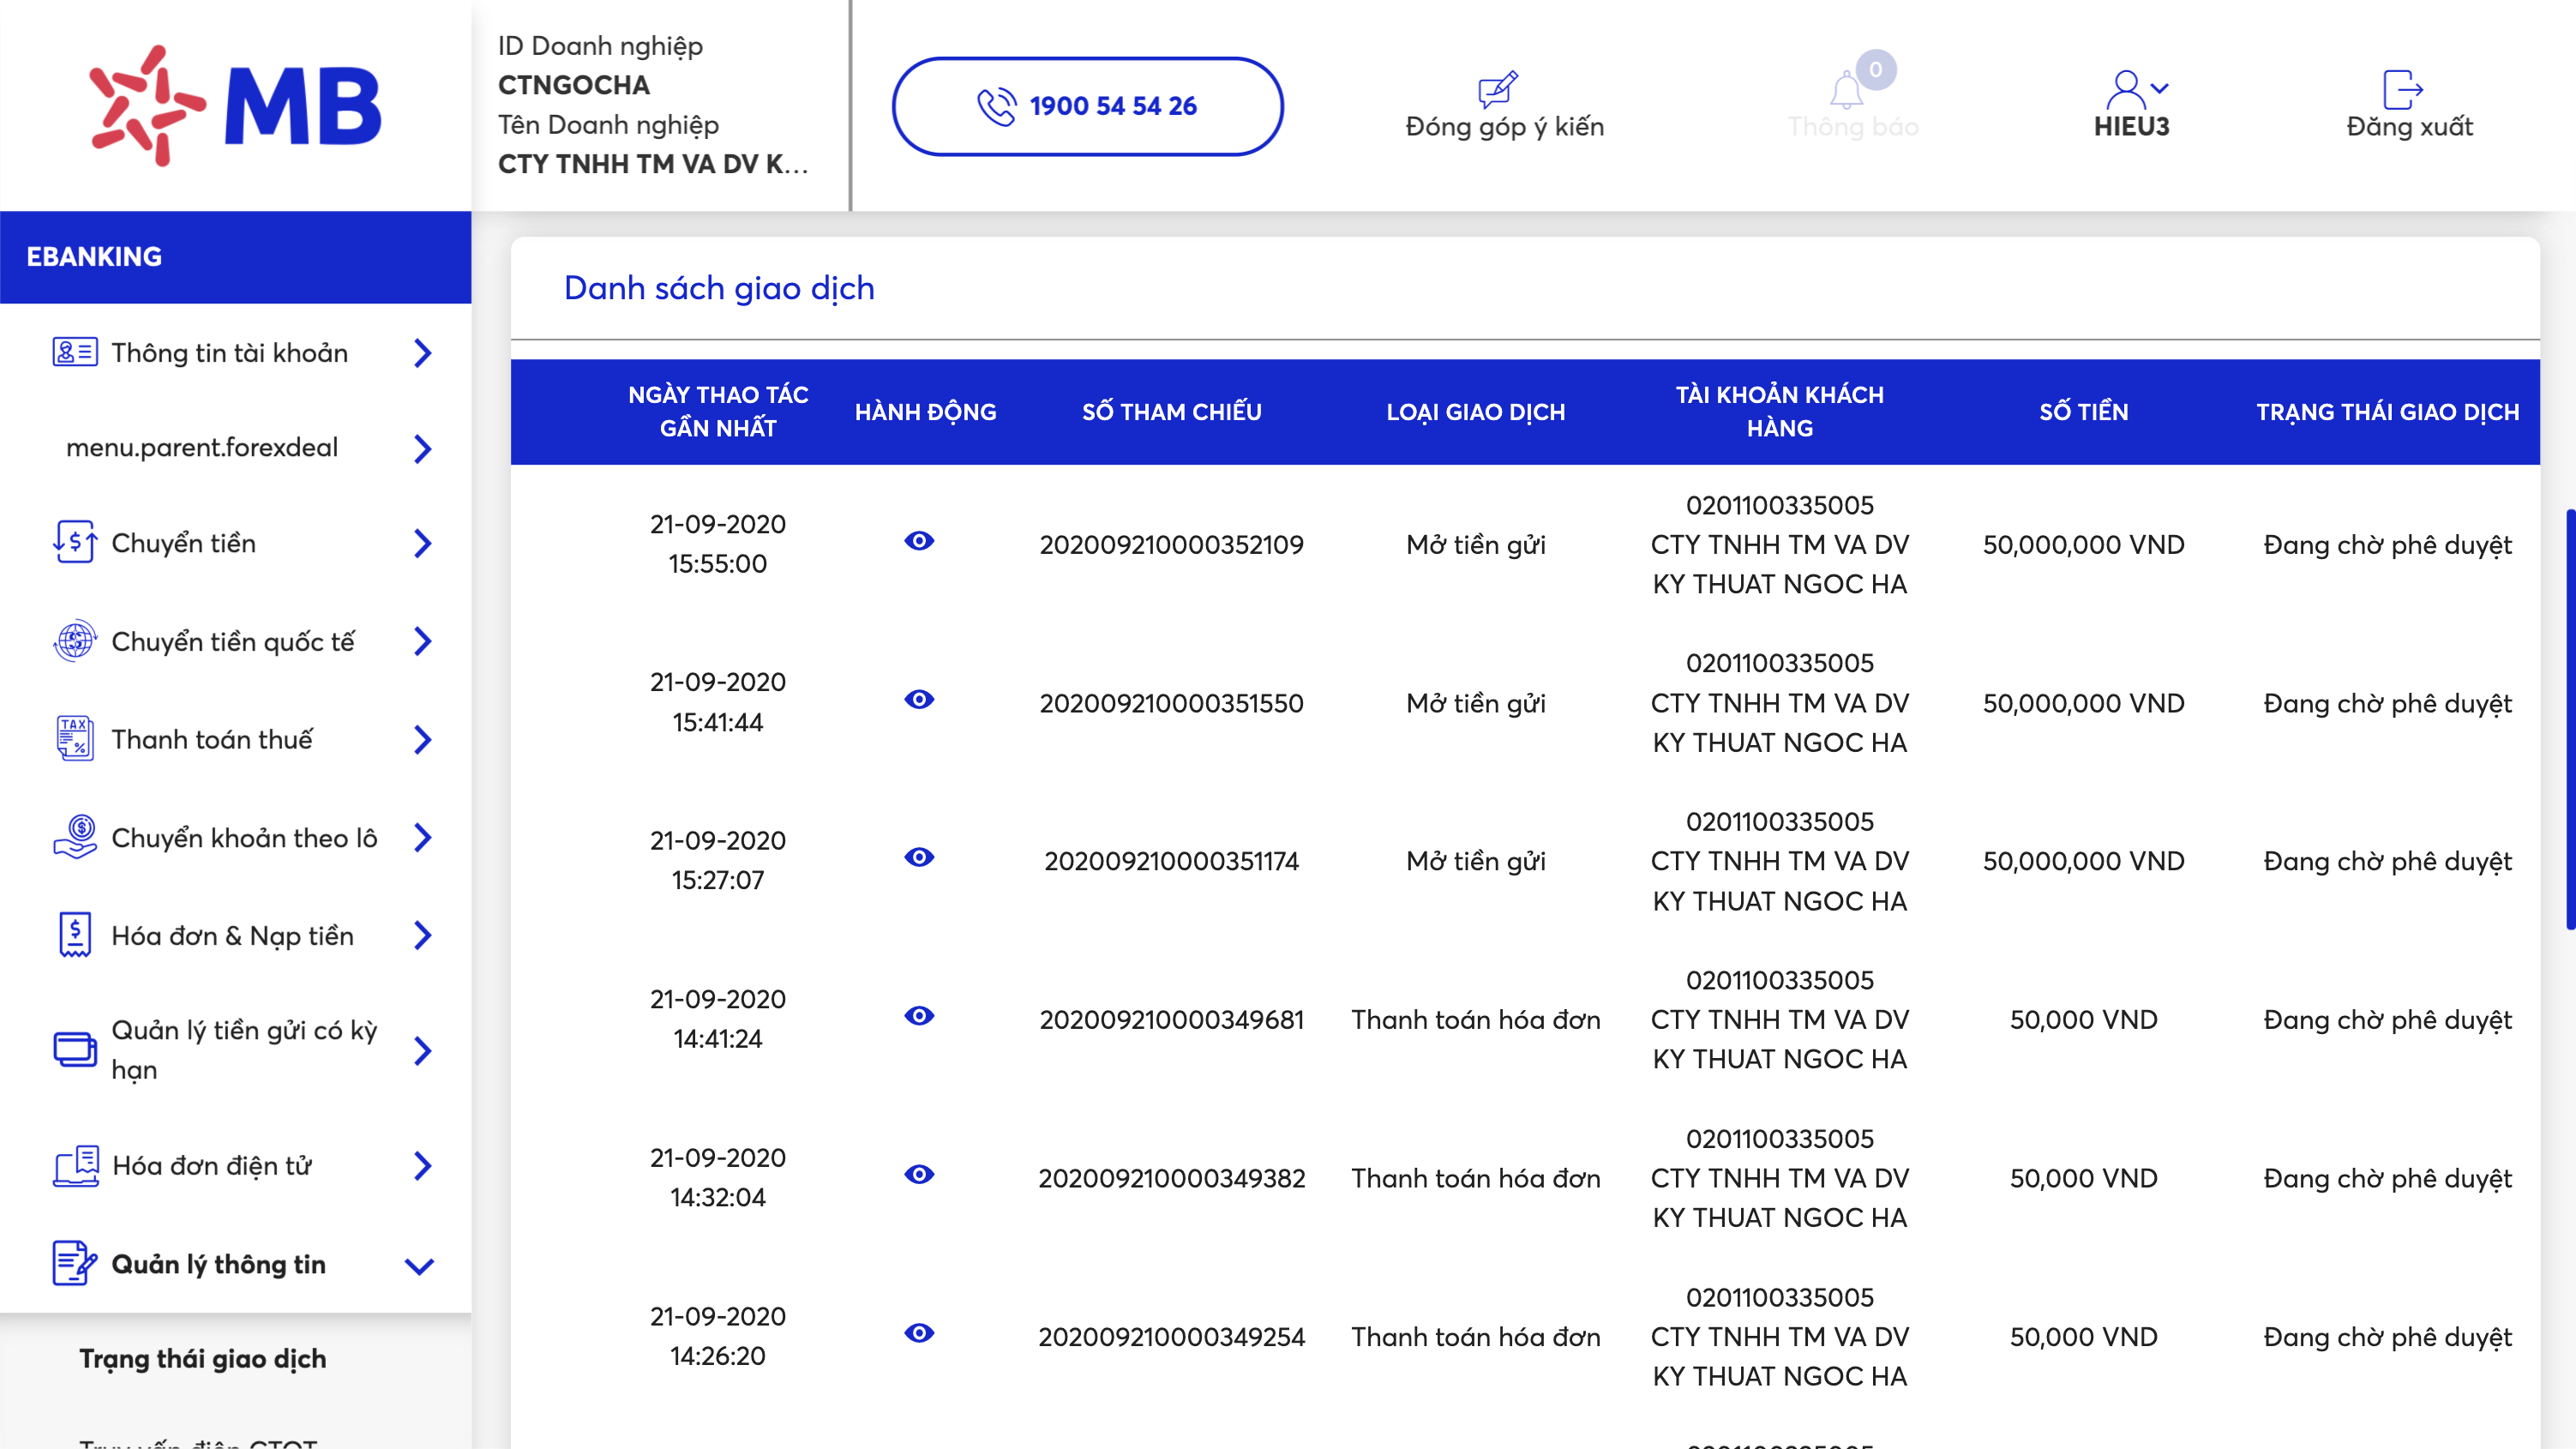 MB
ID Doanh nghiệp
CTNGOCHA
Tên Doanh nghiệp
CTY TNHH TM VA DV K...
1900 54 54 26
Đóng góp ý kiến
0
Thông báo
HIEU3
Đăng xuất
EBANKING
Thông tin tài khoản
menu.parent.forexdeal
Chuyển tiền
Chuyển tiền quốc tế
TAX
Thanh toán thuế
Chuyển khoản theo lô
Hóa đơn & Nạp tiền
Quản lý tiền gửi có kỳ
hạn
Hóa đơn điện tử
Quản lý thông tin
Trạng thái giao dịch
Danh sách giao dịch
NGÀY THAO TÁC
GẦN NHẤT
HÀNH ĐỘNG
SỐ THAM CHIẾU
LOẠI GIAO DỊCH
TÀI KHOẢN KHÁCH
HÀNG
SỐ TIỀN
TRẠNG THÁI GIAO DỊCH
21-09-2020
15:55:00
202009210000352109
Mở tiền gửi
0201100335005
CTY TNHH TM VA DV
KY THUAT NGOC HA
50,000,000 VND
Đang chờ phê duyệt
21-09-2020
15:41:44
202009210000351550
Mở tiền gửi
0201100335005
CTY TNHH TM VA DV
KY THUAT NGOC HA
50,000,000 VND
Đang chờ phê duyệt
21-09-2020
15:27:07
202009210000351174
Mở tiền gửi
0201100335005
CTY TNHH TM VA DV
KY THUAT NGOC HA
50,000,000 VND
Đang chờ phê duyệt
21-09-2020
14:41:24
202009210000349681
Thanh toán hóa đơn
0201100335005
CTY TNHH TM VA DV
KY THUAT NGOC HA
50,000 VND
Đang chờ phê duyệt
21-09-2020
14:32:04
202009210000349382
Thanh toán hóa đơn
0201100335005
CTY TNHH TM VA DV
KY THUAT NGOC HA
50,000 VND
Đang chờ phê duyệt
21-09-2020
14:26:20
202009210000349254
Thanh toán hóa đơn
0201100335005
CTY TNHH TM VA DV
KY THUAT NGOC HA
50,000 VND
Đang chờ phê duyệt